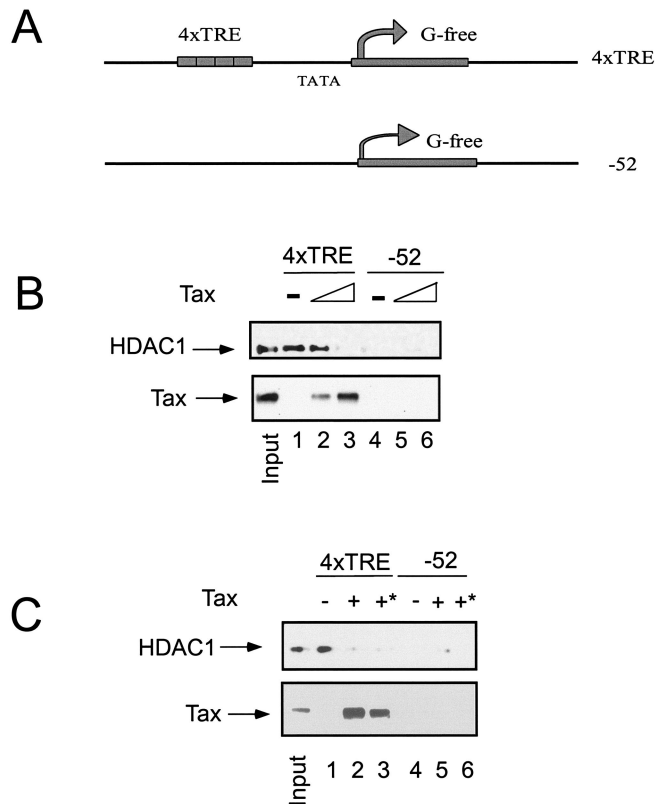 A
4xTRE
G-free
4xTRE
TATA
G-free
-52
B
4xTRE -52
Tax - -
HDAC1
Tax
Input 1 2 3 4 5 6
C
4xTRE -52
Tax - + +* - + +*
HDAC1
Tax
Input 1 2 3 4 5 6